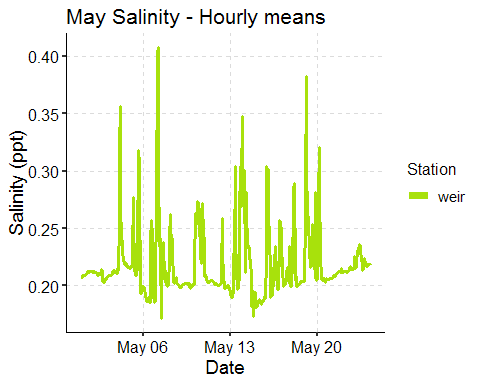 May Salinity - Hourly means
Salinity (ppt)
0.40
0.35
0.30
0.25
0.20
May 06
May 13
May 20
Date
Station
weir